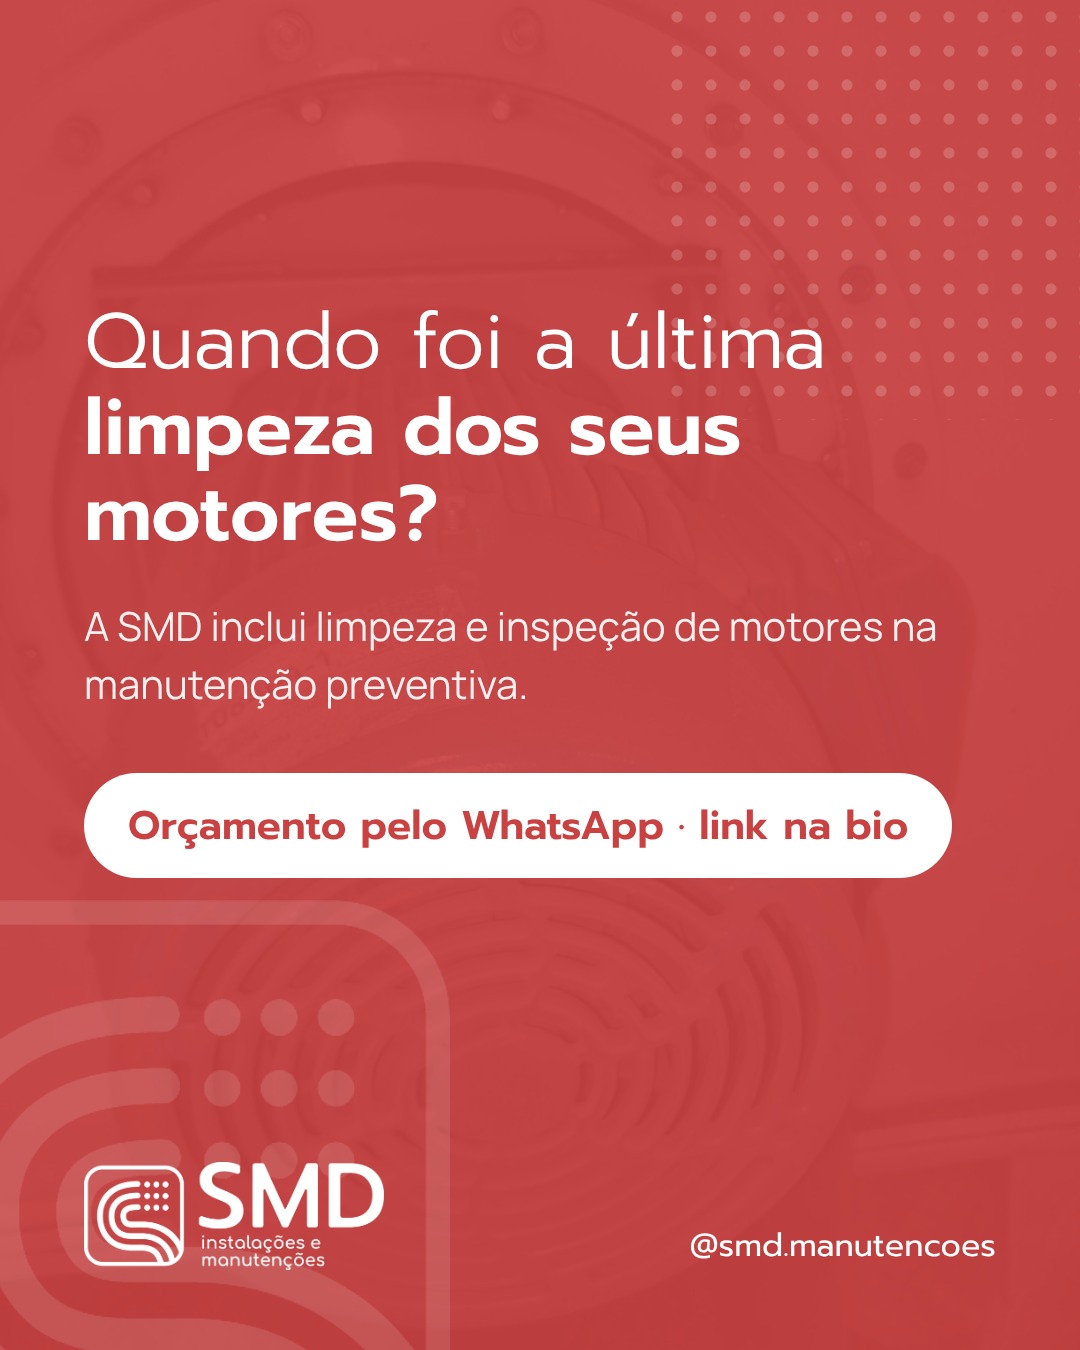 Quando foi a última
limpeza dos seus
motores?
A SMD inclui limpeza e inspeção de motores na
manutenção preventiva.
Orçamento pelo WhatsApp · link na bio
SMD
instalações e
manutenções
@smd.manutencoes